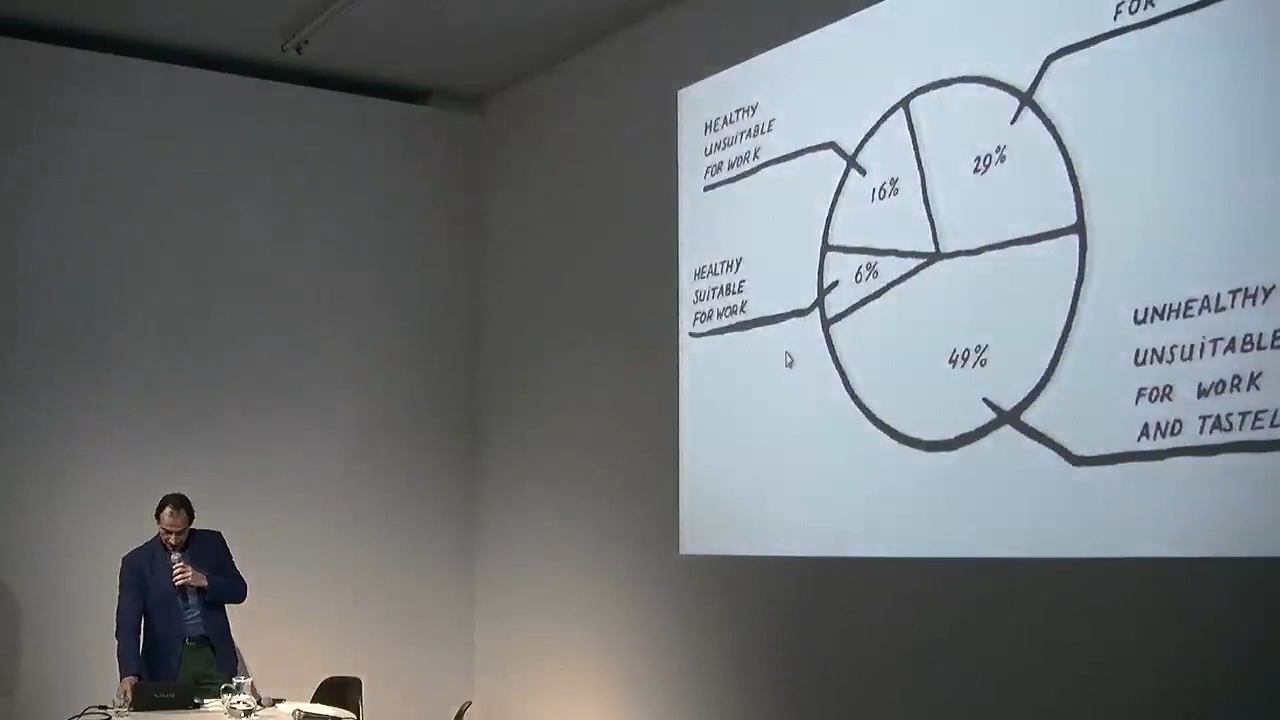 FOR
HEALTHY
UNSUITABLE
FOR WORK
16%
29%
HEALTHY
SUITABLE
FOR WORK
6%
49%
UNHEALTHY
UNSUITABLE
FOR WORK
AND TASTEL
VAIO